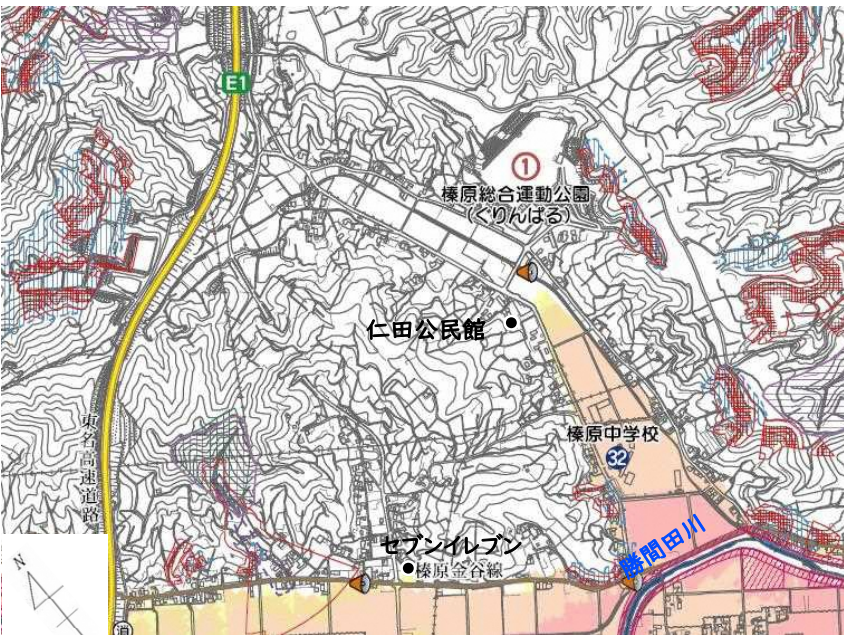 E1
①
榛原総合運動公園
(ぐりんぱる)
仁田公民館
榛原中学校
32
東名高速道路
勝間田川
セブンイレブン
榛原金谷線
N